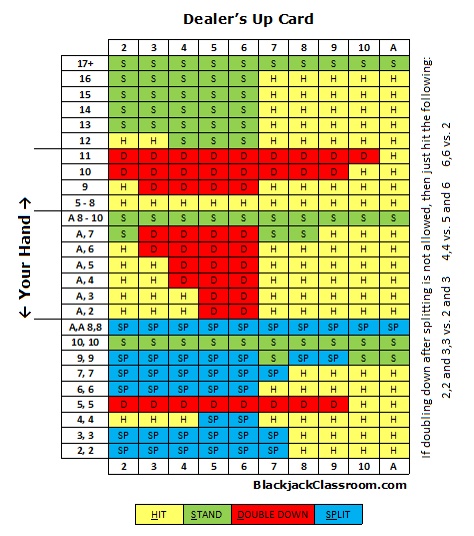 Dealer's Up Card
2 3 4 5 6 7 8 9 10 A
17+ S S S S S S S S S S
16 S S S S S H H H H H
15 S S S S S H H H H H
14 S S S S S H H H H H
13 S S S S S H H H H H
12 H H S S S H H H H H
11 D D D D D D D D D H
10 D D D D D D D D H H
9 H D D D D H H H H H
5 - 8 H H H H H H H H H H
A 8 - 10 S S S S S S S S S S
A, 7 S D D D D S S H H H
A, 6 H D D D D H H H H H
A, 5 H H D D D H H H H H
A, 4 H H D D D H H H H H
A, 3 H H H D D H H H H H
A, 2 H H H D D H H H H H
A,A 8,8 SP SP SP SP SP SP SP SP SP SP
10, 10 S S S S S S S S S S
9, 9 SP SP SP SP SP S SP SP S S
7, 7 SP SP SP SP SP SP H H H H
6, 6 SP SP SP SP SP H H H H H
5, 5 D D D D D D D D H H
4, 4 H H H SP SP H H H H H
3, 3 SP SP SP SP SP SP H H H H
2, 2 SP SP SP SP SP SP H H H H
2 3 4 5 6 7 8 9 10 A
← Your Hand →
If doubling down after splitting is not allowed, then just hit the following:
2,2 and 3,3 vs. 2 and 3 4,4 vs. 5 and 6 6,6 vs. 2
BlackjackClassroom.com
HIT STAND DOUBLE DOWN SPLIT